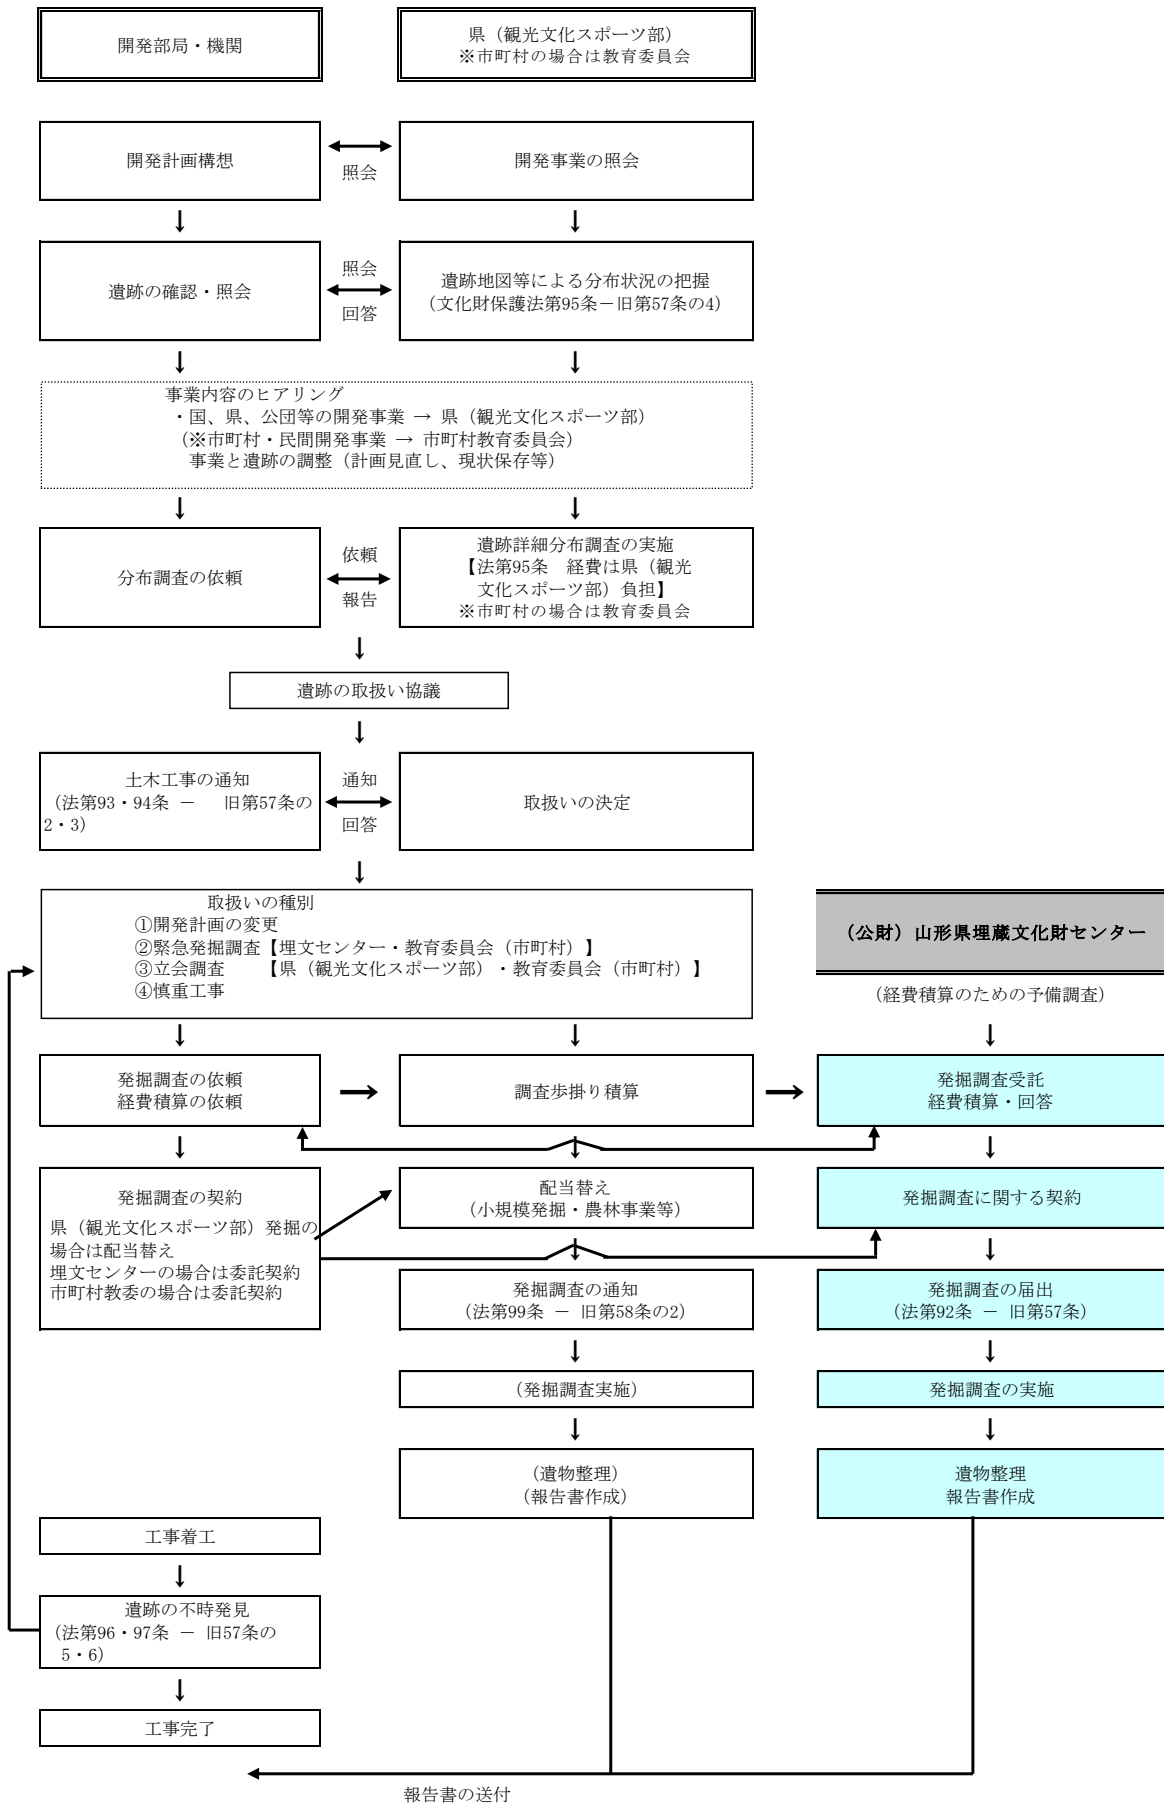 開発部局・機関
県（観光文化スポーツ部）
※市町村の場合は教育委員会
開発計画構想
照会
開発事業の照会
↓
↓
遺跡の確認・照会
照会
回答
遺跡地図等による分布状況の把握
（文化財保護法第95条－旧第57条の4）
↓
↓
事業内容のヒアリング
・国、県、公団等の開発事業 → 県（観光文化スポーツ部）
（※市町村・民間開発事業 → 市町村教育委員会）
事業と遺跡の調整（計画見直し、現状保存等）
↓
↓
分布調査の依頼
依頼
報告
遺跡詳細分布調査の実施
【法第95条　経費は県（観光
文化スポーツ部）負担】
※市町村の場合は教育委員会
↓
遺跡の取扱い協議
↓
土木工事の通知
（法第93・94条 －　 旧第57条の
2・3）
通知
回答
取扱いの決定
↓
取扱いの種別
①開発計画の変更
②緊急発掘調査【埋文センター・教育委員会（市町村）】
③立会調査　　【県（観光文化スポーツ部）・教育委員会（市町村）】
④慎重工事
（公財）山形県埋蔵文化財センター
（経費積算のための予備調査）
↓
↓
↓
発掘調査の依頼
経費積算の依頼
→
調査歩掛り積算
→
発掘調査受託
経費積算・回答
↓
↓
↓
発掘調査の契約
県（観光文化スポーツ部）発掘の
場合は配当替え
埋文センターの場合は委託契約
市町村教委の場合は委託契約
配当替え
（小規模発掘・農林事業等）
発掘調査に関する契約
↓
↓
発掘調査の通知
（法第99条 － 旧第58条の2）
発掘調査の届出
（法第92条 － 旧第57条）
↓
↓
（発掘調査実施）
発掘調査の実施
↓
↓
（遺物整理）
（報告書作成）
遺物整理
報告書作成
工事着工
↓
遺跡の不時発見
（法第96・97条 － 旧57条の
5・6）
↓
工事完了
報告書の送付